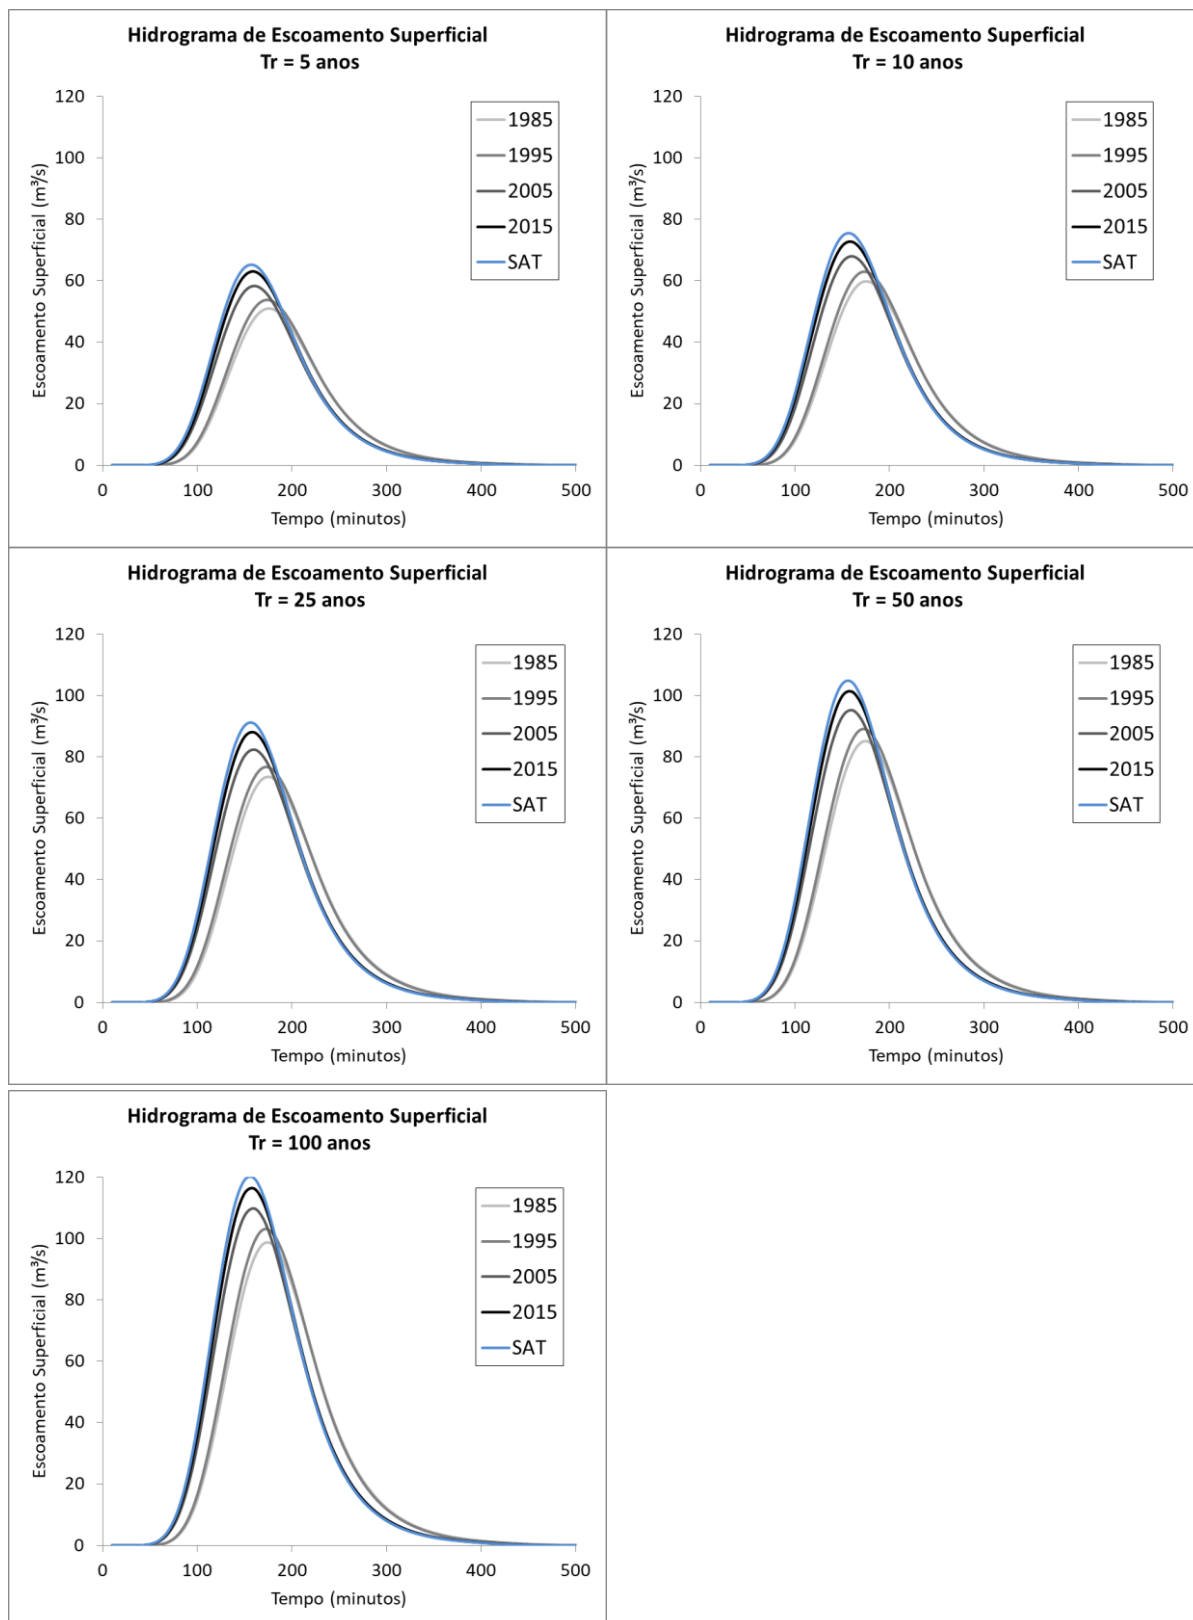 Hidrograma de Escoamento Superficial
Tr = 5 anos
Escoamento Superficial (m³/s)
120
100
80
60
40
20
0
0 100 200 300 400 500
Tempo (minutos)
1985
1995
2005
2015
SAT
Hidrograma de Escoamento Superficial
Tr = 10 anos
Escoamento Superficial (m³/s)
120
100
80
60
40
20
0
0 100 200 300 400 500
Tempo (minutos)
1985
1995
2005
2015
SAT
Hidrograma de Escoamento Superficial
Tr = 25 anos
Escoamento Superficial (m³/s)
120
100
80
60
40
20
0
0 100 200 300 400 500
Tempo (minutos)
1985
1995
2005
2015
SAT
Hidrograma de Escoamento Superficial
Tr = 50 anos
Escoamento Superficial (m³/s)
120
100
80
60
40
20
0
0 100 200 300 400 500
Tempo (minutos)
1985
1995
2005
2015
SAT
Hidrograma de Escoamento Superficial
Tr = 100 anos
Escoamento Superficial (m³/s)
120
100
80
60
40
20
0
0 100 200 300 400 500
Tempo (minutos)
1985
1995
2005
2015
SAT